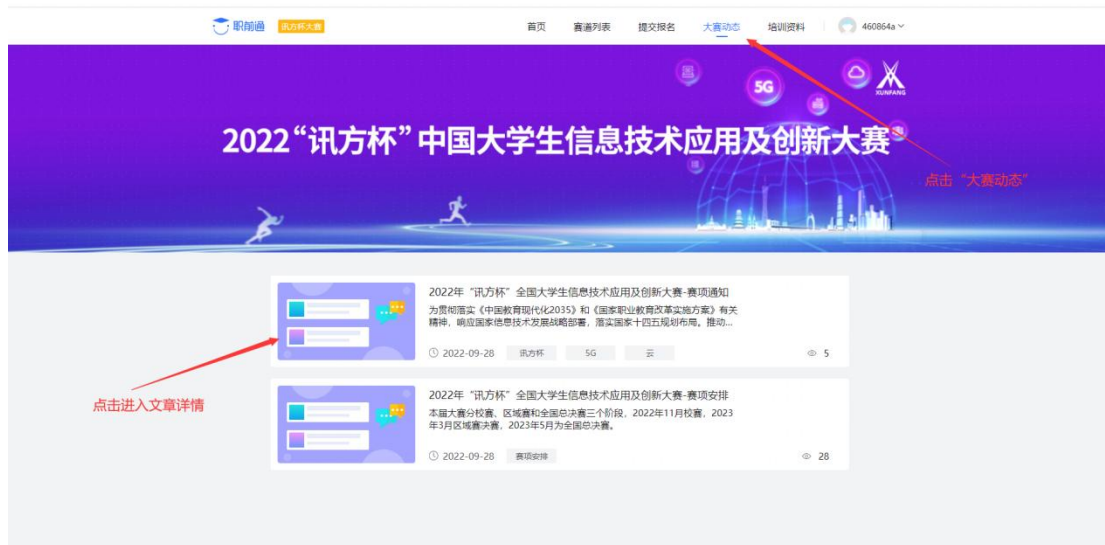 职前通 讯方杯大赛 首页 赛道列表 提交报名 大赛动态 培训资料 460864a
5G
XUNFANG
2022“讯方杯”中国大学生信息技术应用及创新大赛
点击“大赛动态”
2022年“讯方杯”全国大学生信息技术应用及创新大赛-赛项通知
为贯彻落实《中国教育现代化2035》和《国家职业教育改革实施方案》有关
精神，响应国家信息技术发展战略部署，落实国家十四五规划布局。推动...
2022-09-28 讯方杯 5G 云 5
点击进入文章详情
2022年“讯方杯”全国大学生信息技术应用及创新大赛-赛项安排
本届大赛分校赛、区域赛和全国总决赛三个阶段，2022年11月校赛，2023
年3月区域赛决赛，2023年5月为全国总决赛。
2022-09-28 赛项安排 28